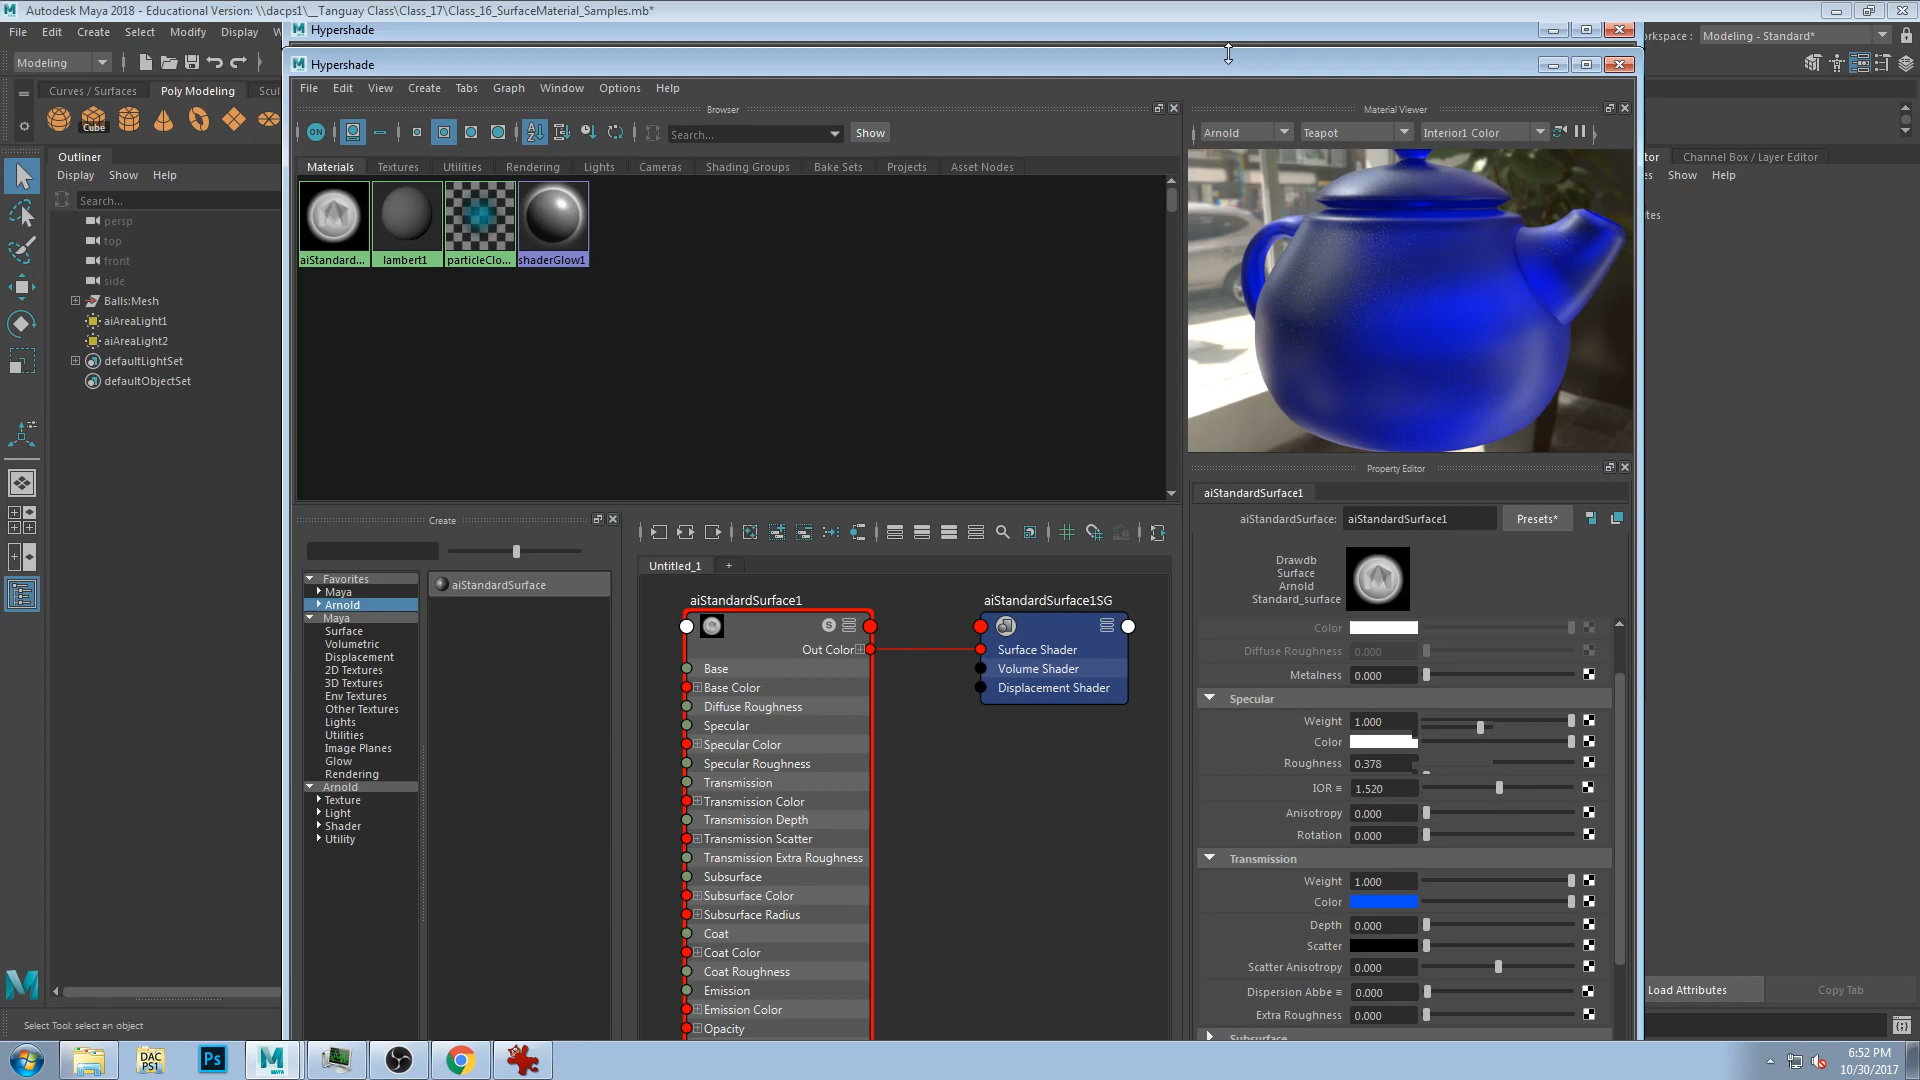 Autodesk Maya 2018 - Educational Version: \\dacps1\__Tanguay Class\Class_17\Class_16_SurfaceMaterial_Samples.mb*
File Edit Create Select Modify Display
Hypershade
Workspace : Modeling - Standard*
Modeling
Hypershade
Curves / Surfaces Poly Modeling Scul
File Edit View Create Tabs Graph Window Options Help
Browser
Material Viewer
Cube
ON
Search... Show
Arnold Teapot Interior1 Color
Outliner
Materials Textures Utilities Rendering Lights Cameras Shading Groups Bake Sets Projects Asset Nodes
tor Channel Box / Layer Editor
Display Show Help
es Show Help
Search...
persp
top
front
side
Balls:Mesh
aiAreaLight1
aiAreaLight2
defaultLightSet
defaultObjectSet
aiStandard... lambert1 particleClo... shaderGlow1
Property Editor
aiStandardSurface1
aiStandardSurface: aiStandardSurface1 Presets*
Drawdb
Surface
Arnold
Standard_surface
Color
Diffuse Roughness 0.000
Metalness 0.000
Specular
Weight 1.000
Color
Roughness 0.378
IOR 1.520
Anisotropy 0.000
Rotation 0.000
Transmission
Weight 1.000
Color
Depth 0.000
Scatter
Scatter Anisotropy 0.000
Dispersion Abbe 0.000
Extra Roughness 0.000
Subsurface
Create
Favorites
Maya
Arnold
Maya
Surface
Volumetric
Displacement
2D Textures
3D Textures
Env Textures
Other Textures
Lights
Utilities
Image Planes
Glow
Rendering
Arnold
Texture
Light
Shader
Utility
aiStandardSurface
Untitled_1 +
aiStandardSurface1
S
Out Color
Base
Base Color
Diffuse Roughness
Specular
Specular Color
Specular Roughness
Transmission
Transmission Color
Transmission Depth
Transmission Scatter
Transmission Extra Roughness
Subsurface
Subsurface Color
Subsurface Radius
Coat
Coat Color
Coat Roughness
Emission
Emission Color
Opacity
aiStandardSurface1SG
Surface Shader
Volume Shader
Displacement Shader
Load Attributes Copy Tab
Select Tool: select an object
DAC PS1
Ps
MAYA
6:52 PM
10/30/2017